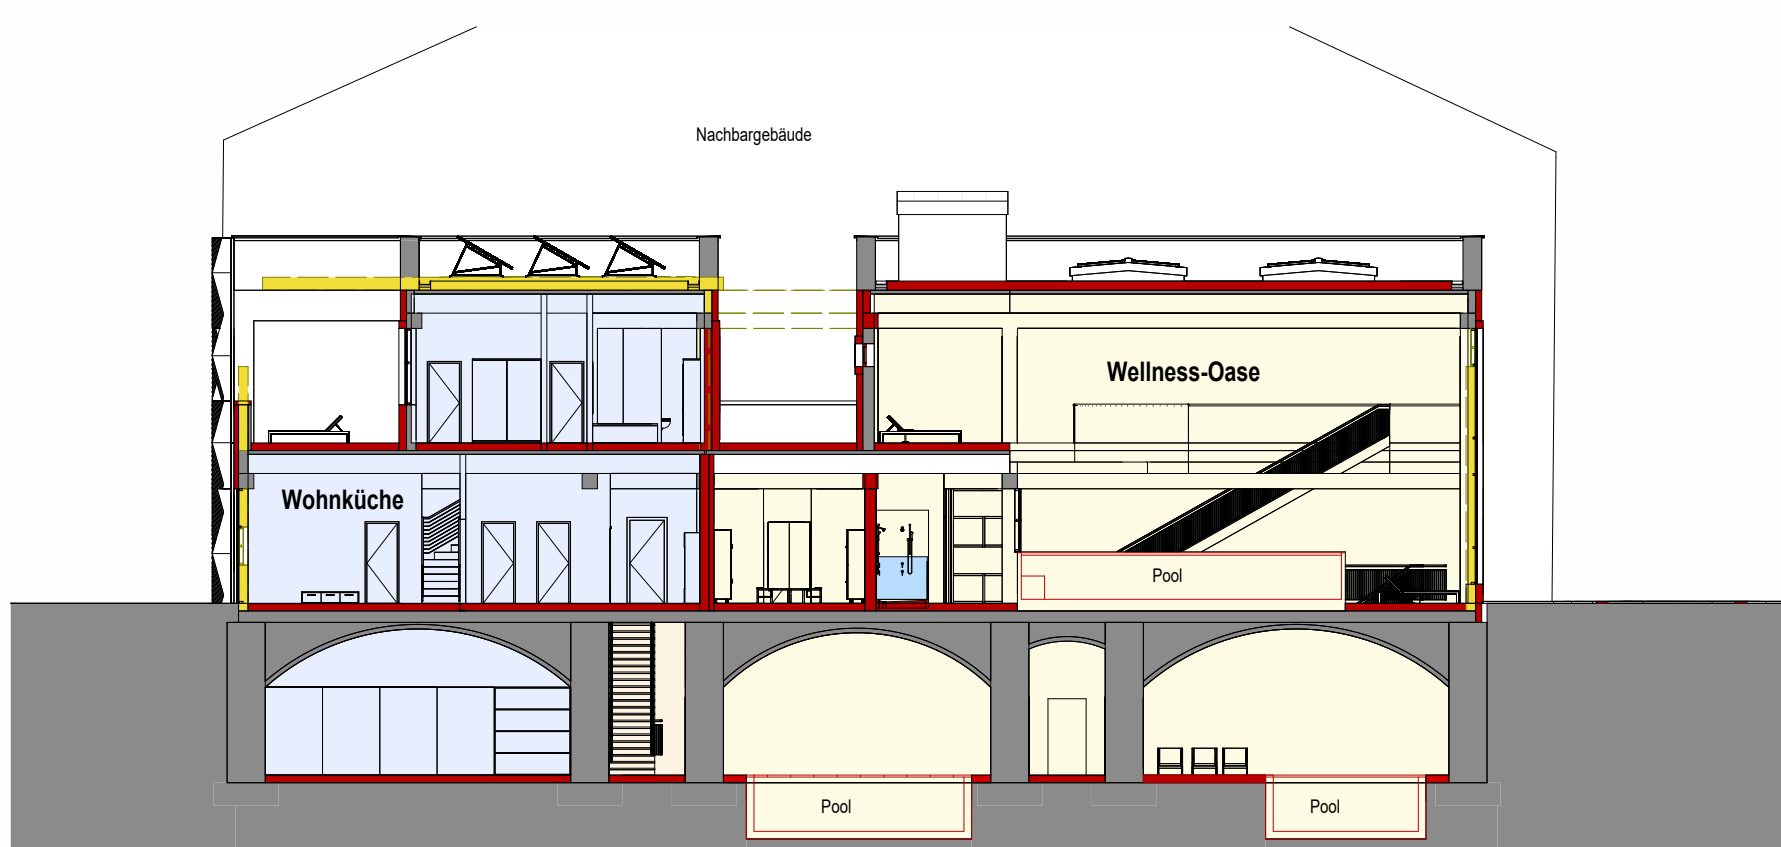 Nachbargebäude
Wellness-Oase
Wohnküche
Pool
Pool
Pool